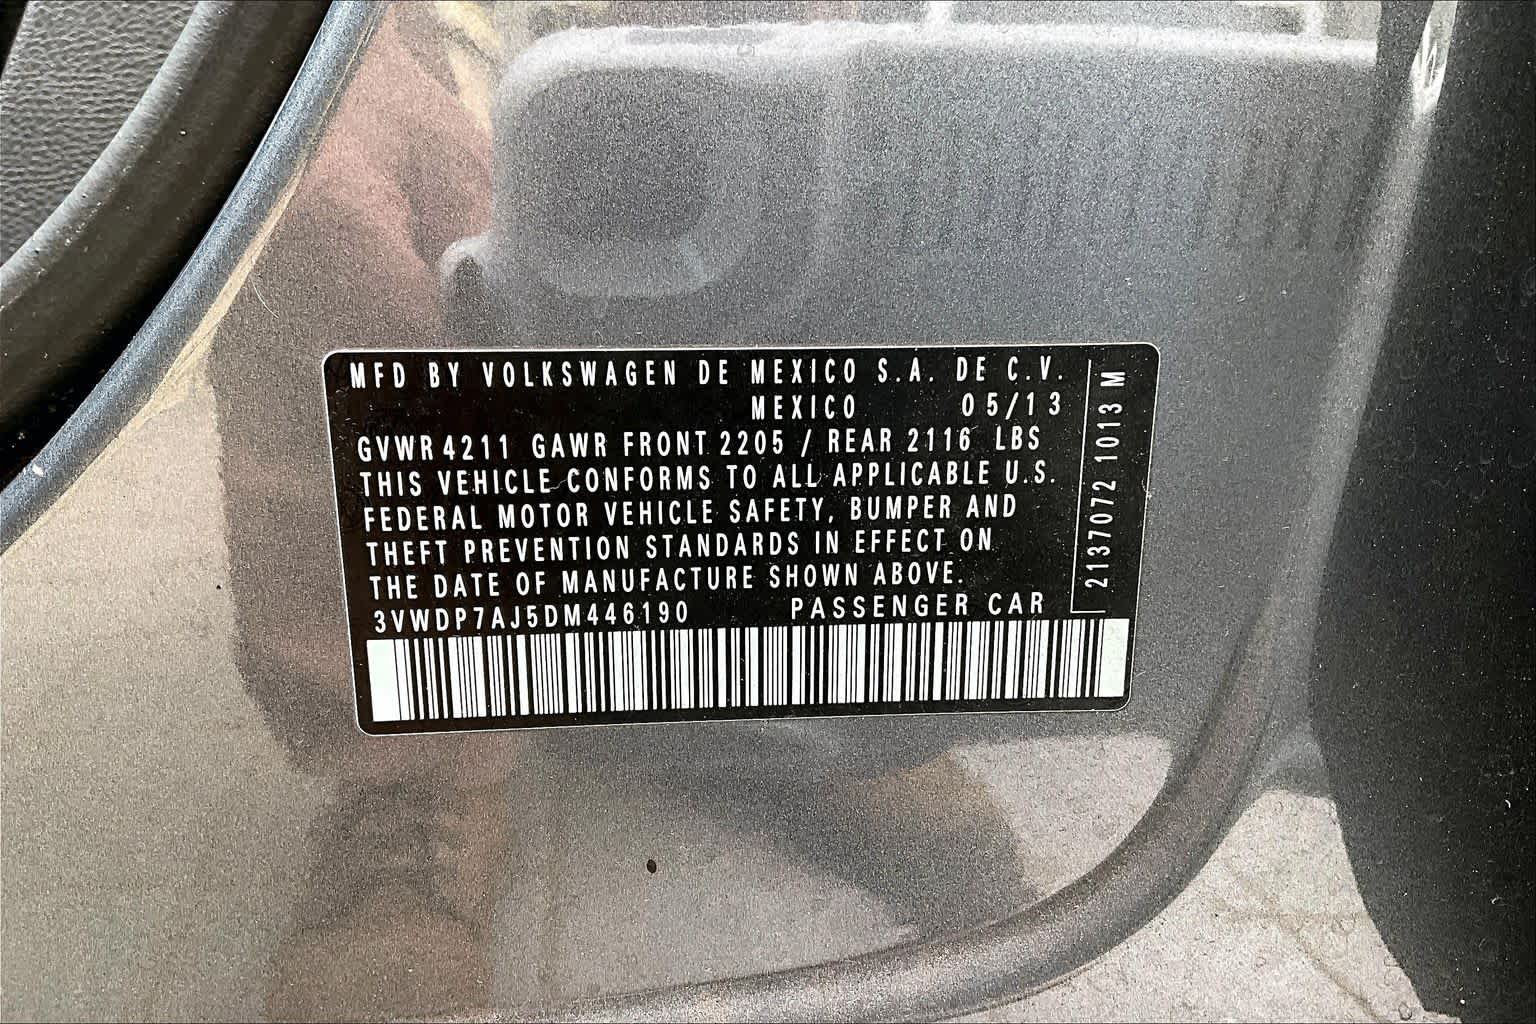 MFD BY VOLKSWAGEN DE MEXICO S.A. DE C.V.
MEXICO 05/13
GVWR 4211 GAWR FRONT 2205 / REAR 2116 LBS
THIS VEHICLE CONFORMS TO ALL APPLICABLE U.S.
FEDERAL MOTOR VEHICLE SAFETY, BUMPER AND
THEFT PREVENTION STANDARDS IN EFFECT ON
THE DATE OF MANUFACTURE SHOWN ABOVE.
3VWDP7AJ5DM446190 PASSENGER CAR
2137072 1013 M